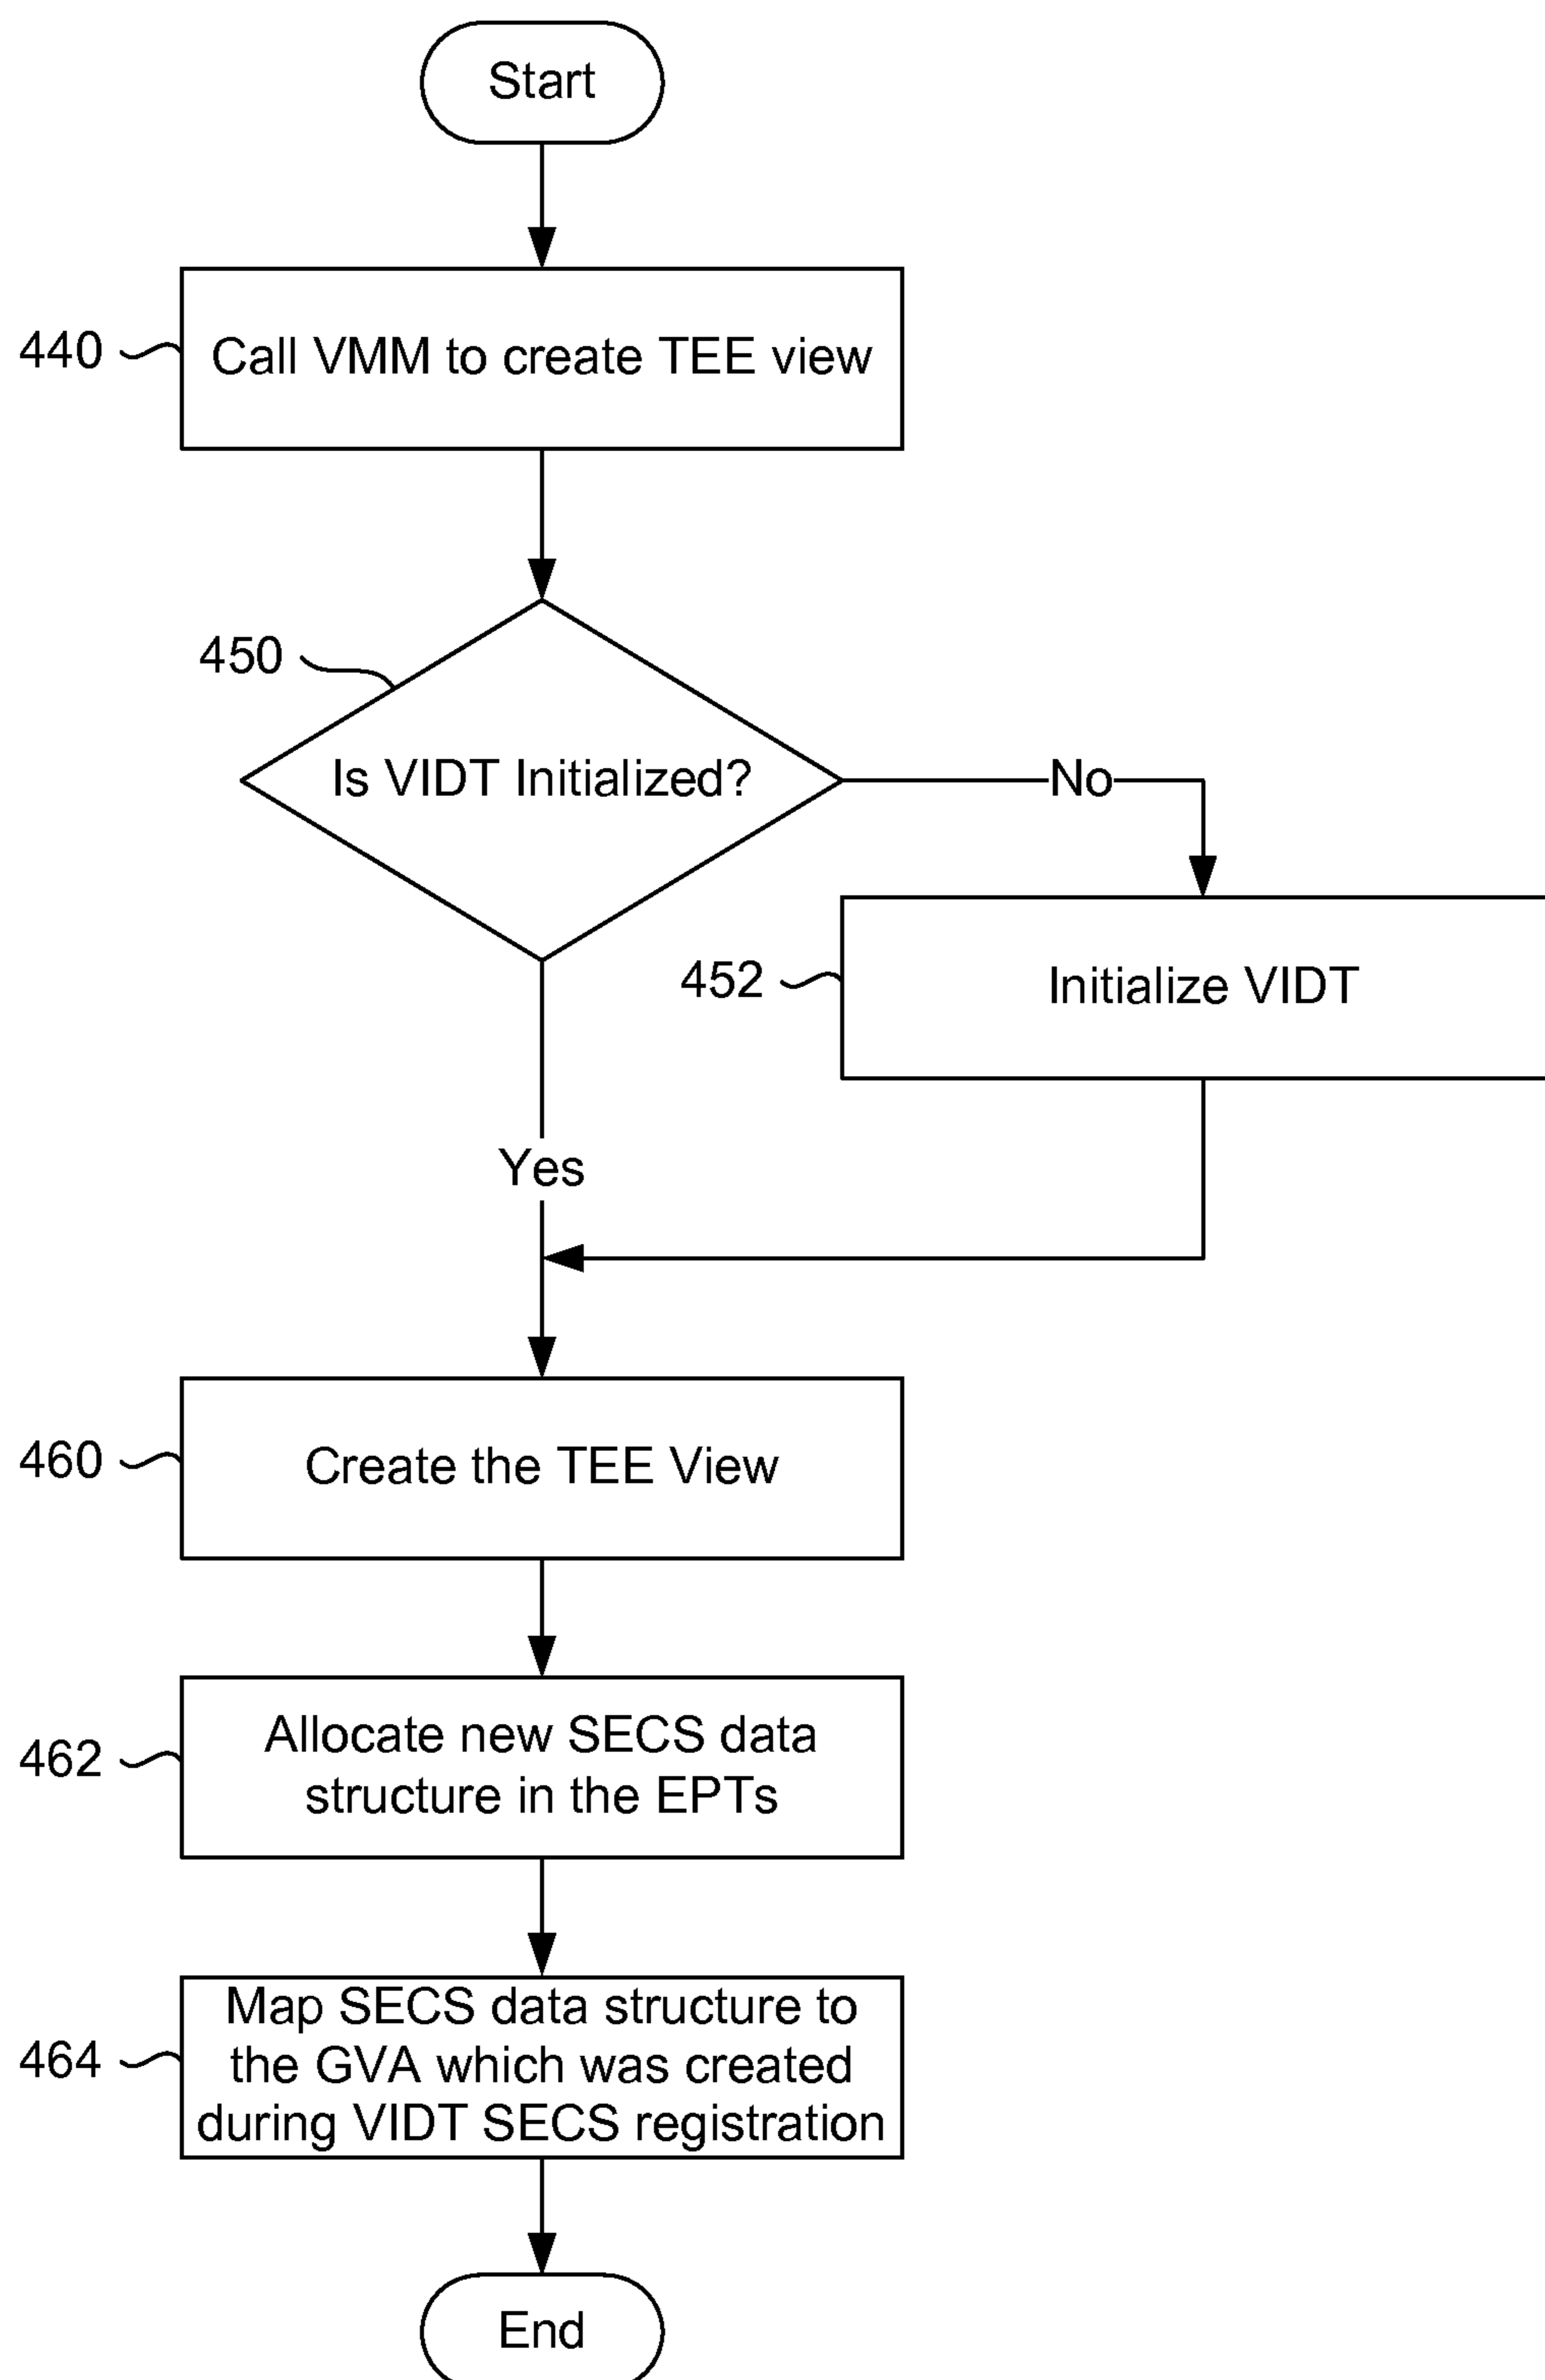 Start
440
Call VMM to create TEE view
450
Is VIDT Initialized?
No
452
Initialize VIDT
Yes
460
Create the TEE View
462
Allocate new SECS data
structure in the EPTs
464
Map SECS data structure to
the GVA which was created
during VIDT SECS registration
End